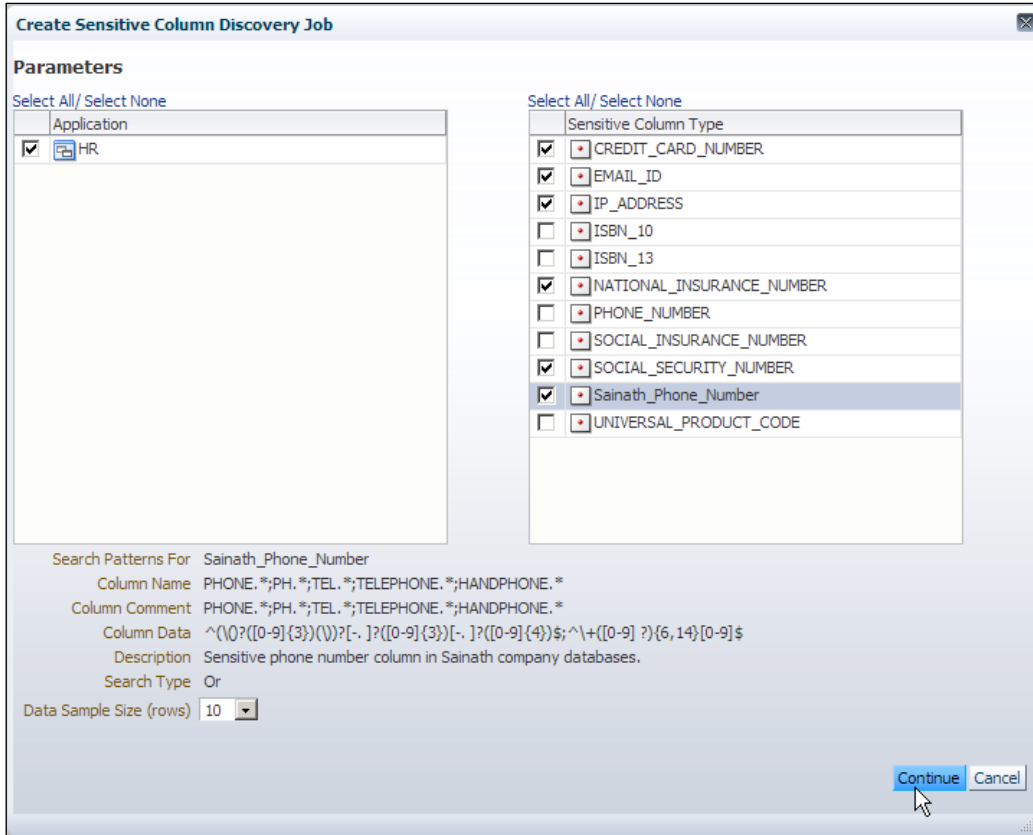 Create Sensitive Column Discovery Job
Parameters
Select All/ Select None
Application
HR
Select All/ Select None
Sensitive Column Type
CREDIT_CARD_NUMBER
EMAIL_ID
IP_ADDRESS
ISBN_10
ISBN_13
NATIONAL_INSURANCE_NUMBER
PHONE_NUMBER
SOCIAL_INSURANCE_NUMBER
SOCIAL_SECURITY_NUMBER
Sainath_Phone_Number
UNIVERSAL_PRODUCT_CODE
Search Patterns For Sainath_Phone_Number
Column Name PHONE.*;PH.*;TEL.*;TELEPHONE.*;HANDPHONE.*
Column Comment PHONE.*;PH.*;TEL.*;TELEPHONE.*;HANDPHONE.*
Column Data ^(\()?([0-9]{3})(\))?[-. ]?([0-9]{3})[-. ]?([0-9]{4})$;^\+([0-9] ?){6,14}[0-9]$
Description Sensitive phone number column in Sainath company databases.
Search Type Or
Data Sample Size (rows) 10
Continue Cancel